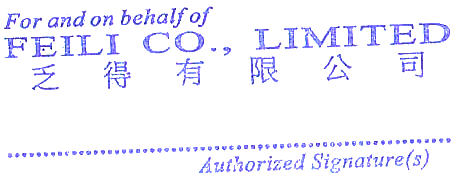 For and on behalf of
FEILI CO., LIMITED
乏得有限公司
Authorized Signature(s)